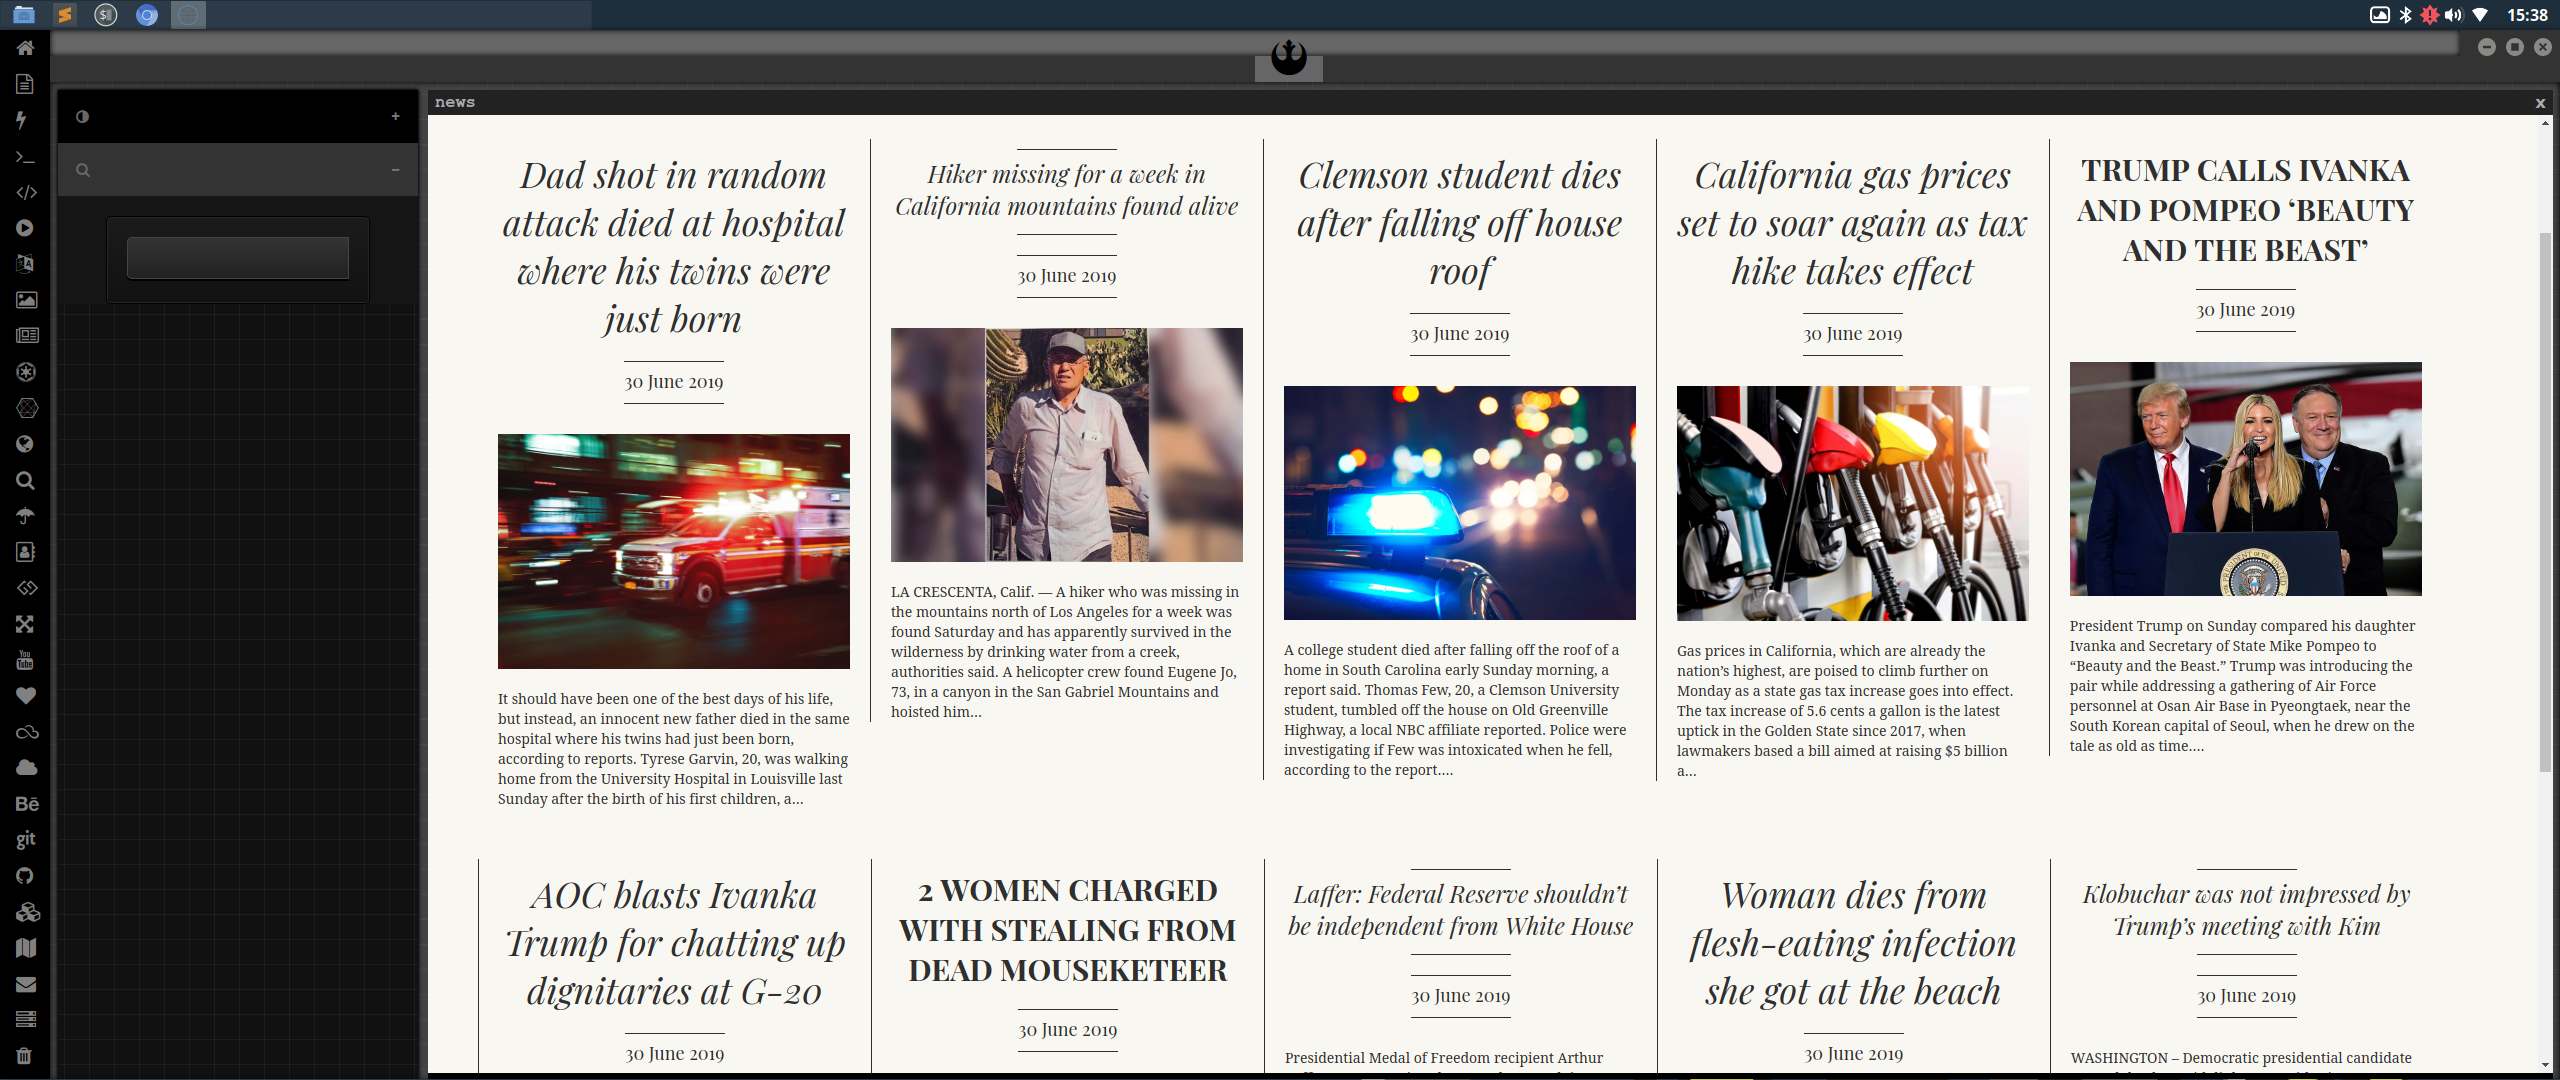 15:38
news
x
Dad shot in random
attack died at hospital
where his twins were
just born
30 June 2019
It should have been one of the best days of his life,
but instead, an innocent new father died in the same
hospital where his twins had just been born,
according to reports. Tyrese Garvin, 20, was walking
home from the University Hospital in Louisville last
Sunday after the birth of his first children, a...
Hiker missing for a week in
California mountains found alive
30 June 2019
LA CRESCENTA, Calif. — A hiker who was missing in
the mountains north of Los Angeles for a week was
found Saturday and has apparently survived in the
wilderness by drinking water from a creek,
authorities said. A helicopter crew found Eugene Jo,
73, in a canyon in the San Gabriel Mountains and
hoisted him...
Clemson student dies
after falling off house
roof
30 June 2019
A college student died after falling off the roof of a
home in South Carolina early Sunday morning, a
report said. Thomas Few, 20, a Clemson University
student, tumbled off the house on Old Greenville
Highway, a local NBC affiliate reported. Police were
investigating if Few was intoxicated when he fell,
according to the report....
California gas prices
set to soar again as tax
hike takes effect
30 June 2019
Gas prices in California, which are already the
nation’s highest, are poised to climb further on
Monday as a state gas tax increase goes into effect.
The tax increase of 5.6 cents a gallon is the latest
uptick in the Golden State since 2017, when
lawmakers based a bill aimed at raising $5 billion
a...
TRUMP CALLS IVANKA
AND POMPEO ‘BEAUTY
AND THE BEAST’
30 June 2019
President Trump on Sunday compared his daughter
Ivanka and Secretary of State Mike Pompeo to
“Beauty and the Beast.” Trump was introducing the
pair while addressing a gathering of Air Force
personnel at Osan Air Base in Pyeongtaek, near the
South Korean capital of Seoul, when he drew on the
tale as old as time....
AOC blasts Ivanka
Trump for chatting up
dignitaries at G-20
30 June 2019
2 WOMEN CHARGED
WITH STEALING FROM
DEAD MOUSEKETEER
30 June 2019
Laffer: Federal Reserve shouldn’t
be independent from White House
30 June 2019
Presidential Medal of Freedom recipient Arthur
Woman dies from
flesh-eating infection
she got at the beach
30 June 2019
Klobuchar was not impressed by
Trump’s meeting with Kim
30 June 2019
WASHINGTON – Democratic presidential candidate
You
Tube
Bē
git